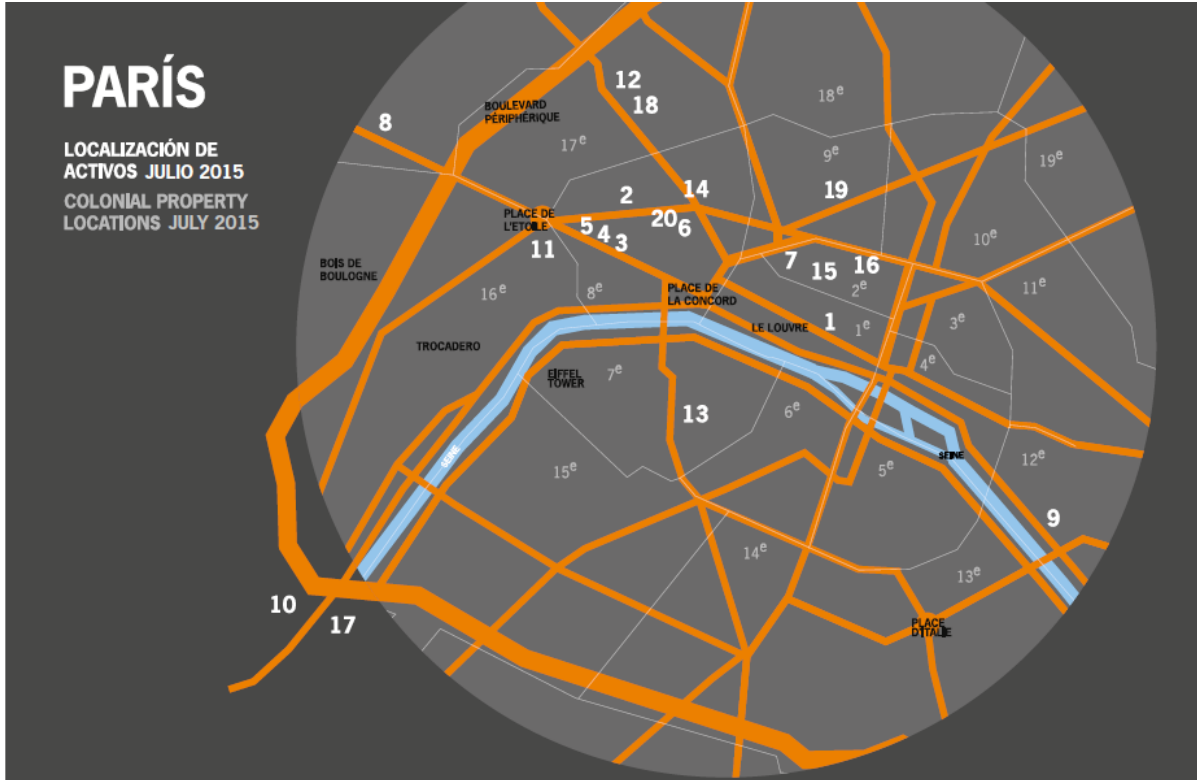 PARÍS
LOCALIZACIÓN DE
ACTIVOS JULIO 2015
COLONIAL PROPERTY
LOCATIONS JULY 2015
8
BOULEVARD
PÉRIPHÉRIQUE
12
18
17e
18e
9e
19e
2
14
19
PLACE DE
L'ETOILE
11
5
4
3
20
6
10e
BOIS DE
BOULOGNE
16e
8e
PLACE DE
LA CONCORD
7
15
16
2e
11e
TROCADERO
LE LOUVRE
1
1e
3e
4e
EIFFEL
TOWER
7e
13
6e
SEINE
15e
5e
SEINE
12e
9
14e
13e
10
17
PLACE
D'ITALIE